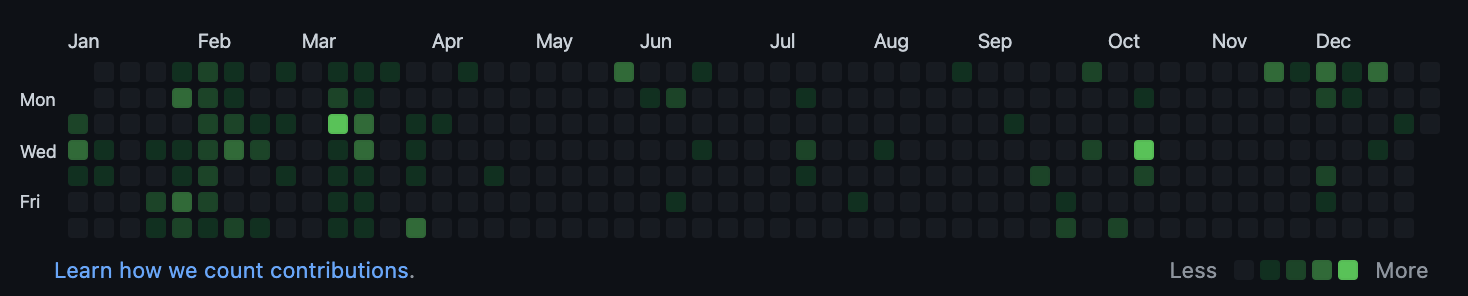 Jan Feb Mar Apr May Jun Jul Aug Sep Oct Nov Dec
Mon
Wed
Fri
Learn how we count contributions. Less More